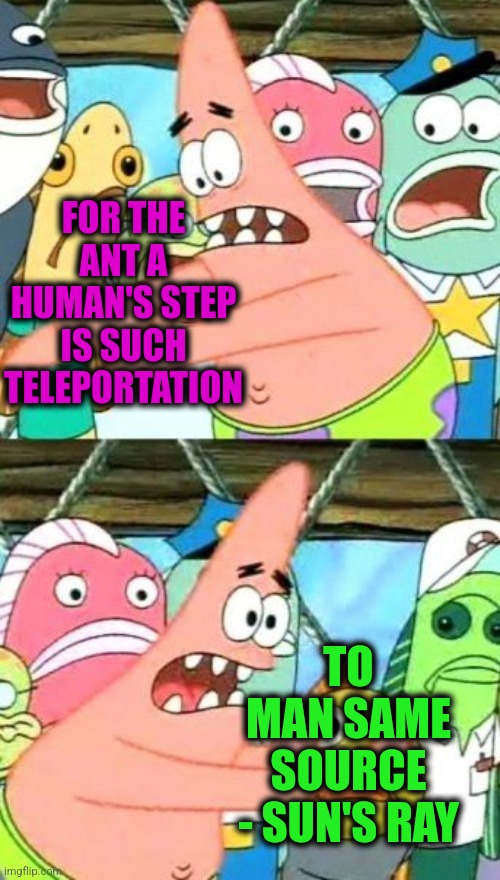 FOR THE
ANT A
HUMAN'S STEP
IS SUCH
TELEPORTATION
TO
MAN SAME
SOURCE
- SUN'S RAY
imgflip.com